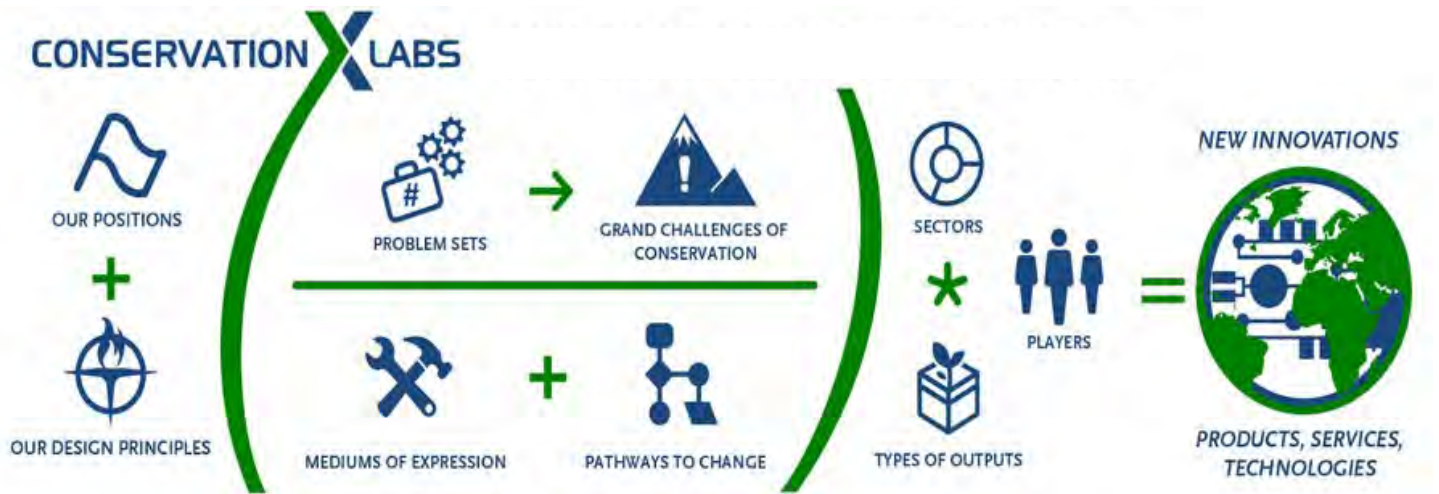 CONSERVATION X LABS
OUR POSITIONS
+
OUR DESIGN PRINCIPLES
#
PROBLEM SETS
→
!
GRAND CHALLENGES OF
CONSERVATION
MEDIUMS OF EXPRESSION
+
PATHWAYS TO CHANGE
SECTORS
*
TYPES OF OUTPUTS
PLAYERS
=
NEW INNOVATIONS
PRODUCTS, SERVICES,
TECHNOLOGIES